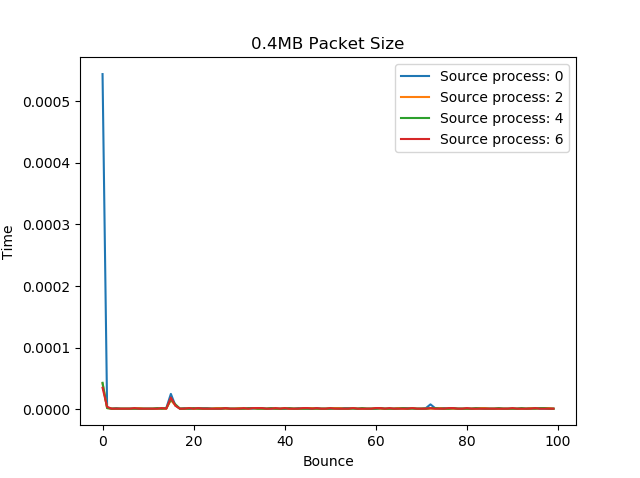 0.4MB Packet Size
Source process: 0
Source process: 2
Source process: 4
Source process: 6
0.0005
0.0004
0.0003
0.0002
0.0001
0.0000
Time
0 20 40 60 80 100
Bounce